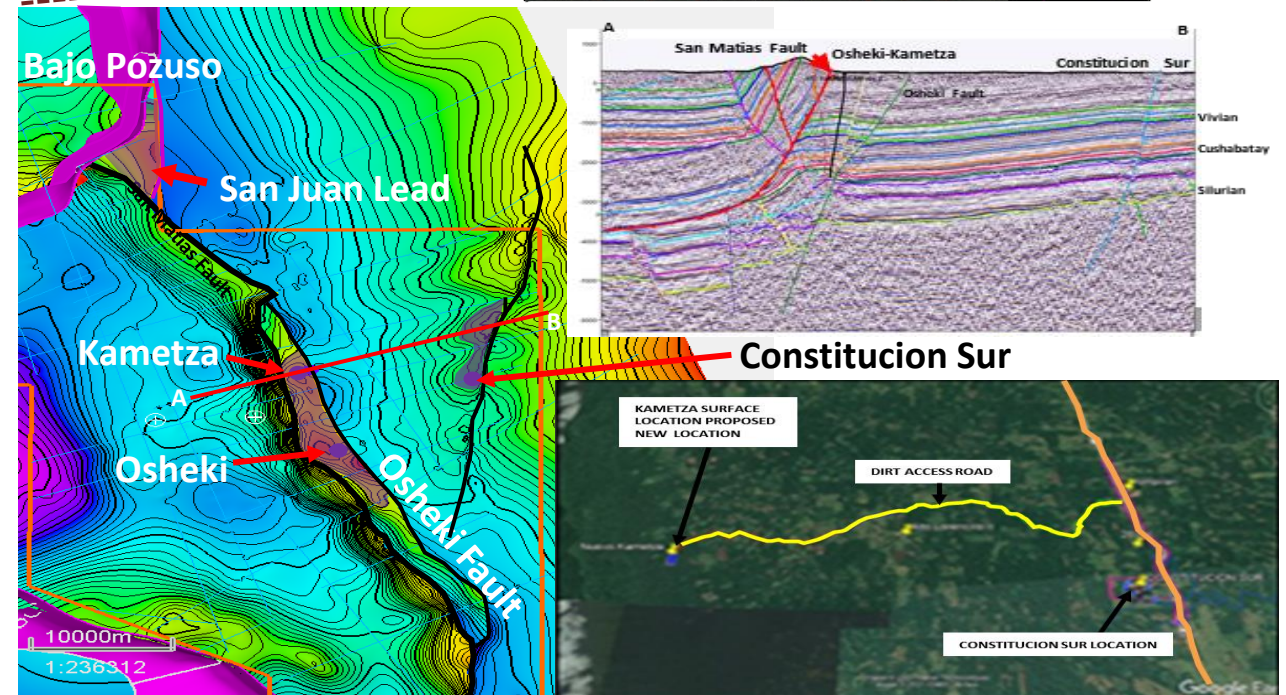 Bajo Pozuso
San Juan Lead
San Matias Fault
Kametza
A
B
Osheki
Osheki Fault
Constitucion Sur
10000m
1:236312
A
B
San Matias Fault
Osheki-Kametza
Constitucion Sur
Osheki Fault
Vivian
Cushabatay
Silurian
KAMETZA SURFACE
LOCATION PROPOSED
NEW LOCATION
DIRT ACCESS ROAD
CONSTITUCION SUR LOCATION
Google